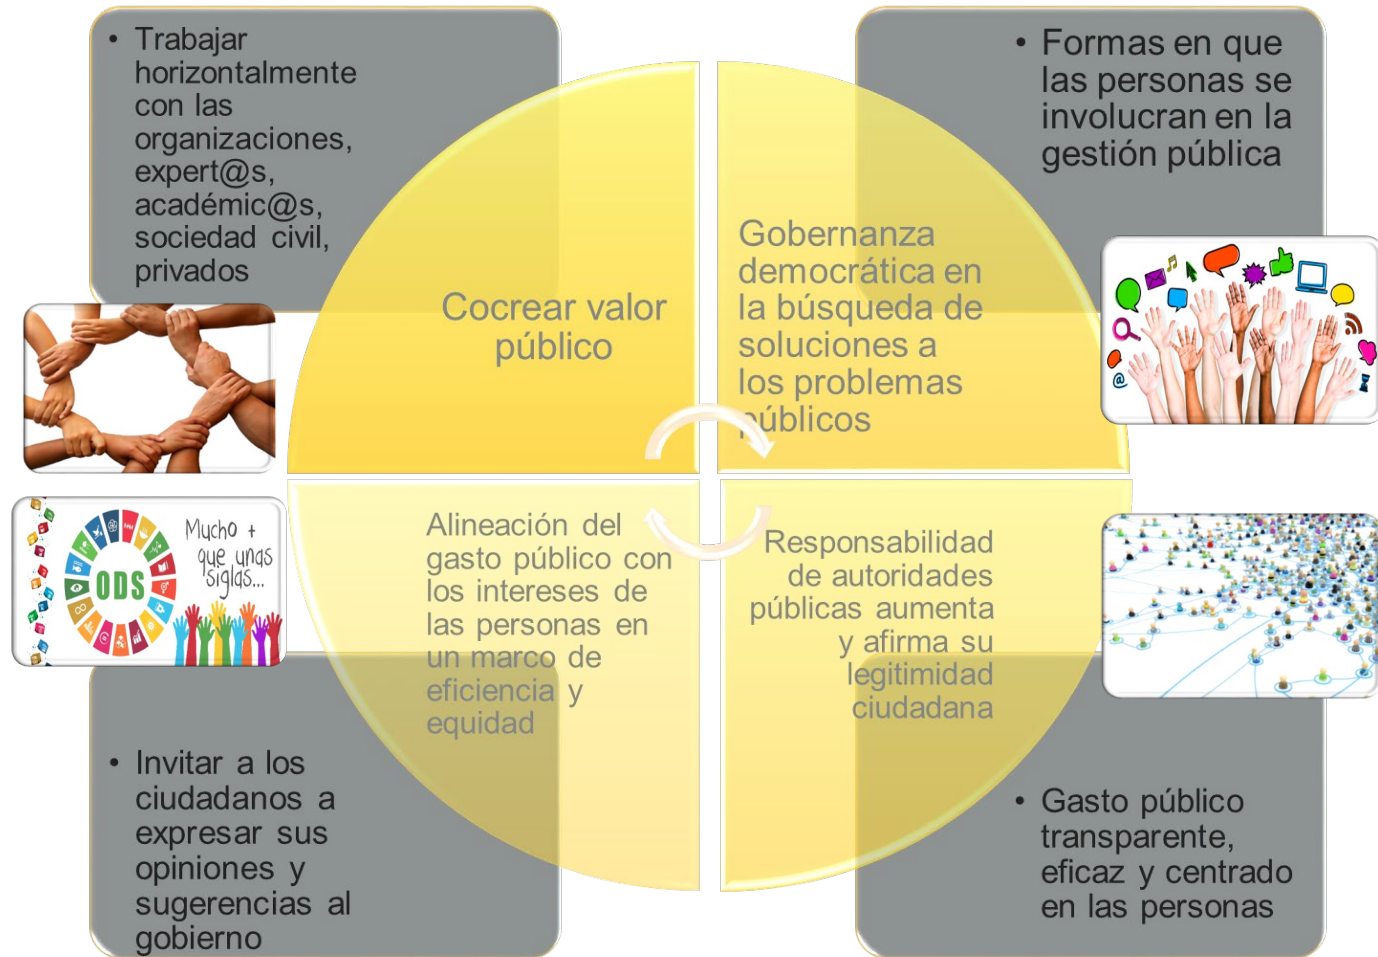 • Trabajar
horizontalmente
con las
organizaciones,
expert@s,
académic@s,
sociedad civil,
privados
• Formas en que
las personas se
involucran en la
gestión pública
Cocrear valor
público
Gobernanza
democrática en
la búsqueda de
soluciones a
los problemas
públicos
@
Mucho +
que unas
siglas...
ODS
Alineación del
gasto público con
los intereses de
las personas en
un marco de
eficiencia y
equidad
Responsabilidad
de autoridades
públicas aumenta
y afirma su
legitimidad
ciudadana
• Invitar a los
ciudadanos a
expresar sus
opiniones y
sugerencias al
gobierno
• Gasto público
transparente,
eficaz y centrado
en las personas